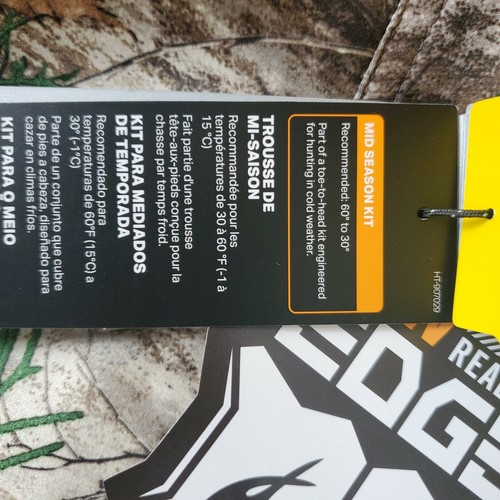 MID SEASON KIT
Recommended: 60° to 30°
Part of a toe-to-head kit engineered
for hunting in cold weather.
TROUSSE DE
MI-SAISON
Recommandée pour les
températures de 30 à 60 °F (-1 à
15 °C)
Fait partie d'une trousse
tête-aux-pieds conçue pour la
chasse par temps froid.
KIT PARA MEDIADOS
DE TEMPORADA
Recomendado para
temperaturas de 60°F (15°C) a
30° (-1°C)
Parte de un conjunto que cubre
de pies a cabeza, diseñado para
cazar en climas fríos.
KIT PARA O MEIO
HT-907029
REA
EDGE